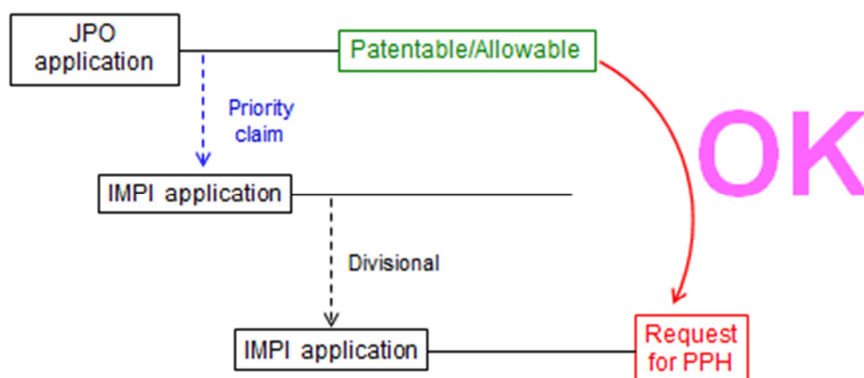 JPO
application
Patentable/Allowable
Priority
claim
OK
IMPI application
Divisional
IMPI application
Request
for PPH